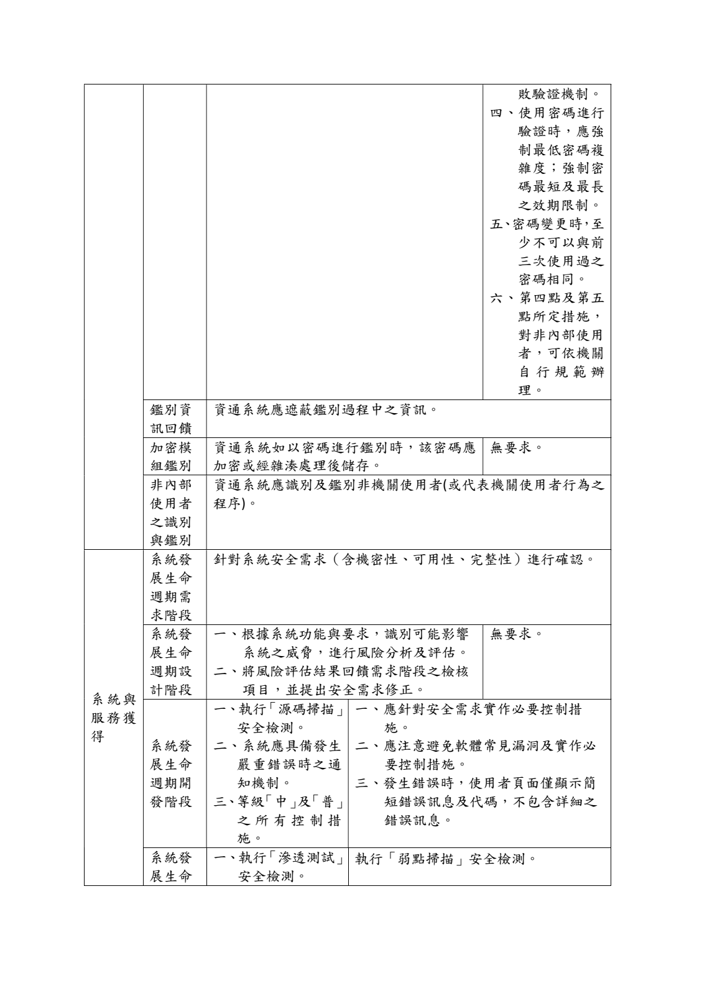 敗驗證機制。
四、使用密碼進行
驗證時，應強
制最低密碼複
雜度；強制密
碼最短及最長
之效期限制。
五、密碼變更時，至
少不可以與前
三次使用過之
密碼相同。
六、第四點及第五
點所定措施，
對非內部使用
者，可依機關
自行規範辦
理。
鑑別資
訊回饋
資通系統應遮蔽鑑別過程中之資訊。
加密模
組鑑別
資通系統如以密碼進行鑑別時，該密碼應
加密或經雜湊處理後儲存。
無要求。
非內部
使用者
之識別
與鑑別
資通系統應識別及鑑別非機關使用者(或代表機關使用者行為之
程序)。
系統與
服務獲
得
系統發
展生命
週期需
求階段
針對系統安全需求（含機密性、可用性、完整性）進行確認。
系統發
展生命
週期設
計階段
一、根據系統功能與要求，識別可能影響
系統之威脅，進行風險分析及評估。
二、將風險評估結果回饋需求階段之檢核
項目，並提出安全需求修正。
無要求。
系統發
展生命
週期開
發階段
一、執行「源碼掃描」
安全檢測。
二、系統應具備發生
嚴重錯誤時之通
知機制。
三、等級「中」及「普」
之所有控制措
施。
一、應針對安全需求實作必要控制措
施。
二、應注意避免軟體常見漏洞及實作必
要控制措施。
三、發生錯誤時，使用者頁面僅顯示簡
短錯誤訊息及代碼，不包含詳細之
錯誤訊息。
系統發
展生命
一、執行「滲透測試」
安全檢測。
執行「弱點掃描」安全檢測。